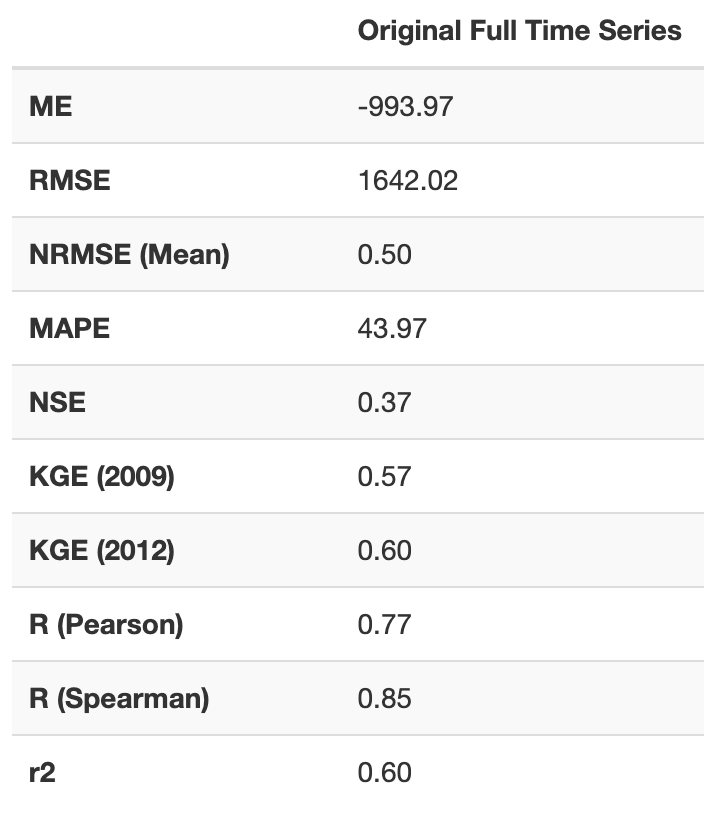 Original Full Time Series
ME -993.97
RMSE 1642.02
NRMSE (Mean) 0.50
MAPE 43.97
NSE 0.37
KGE (2009) 0.57
KGE (2012) 0.60
R (Pearson) 0.77
R (Spearman) 0.85
r2 0.60